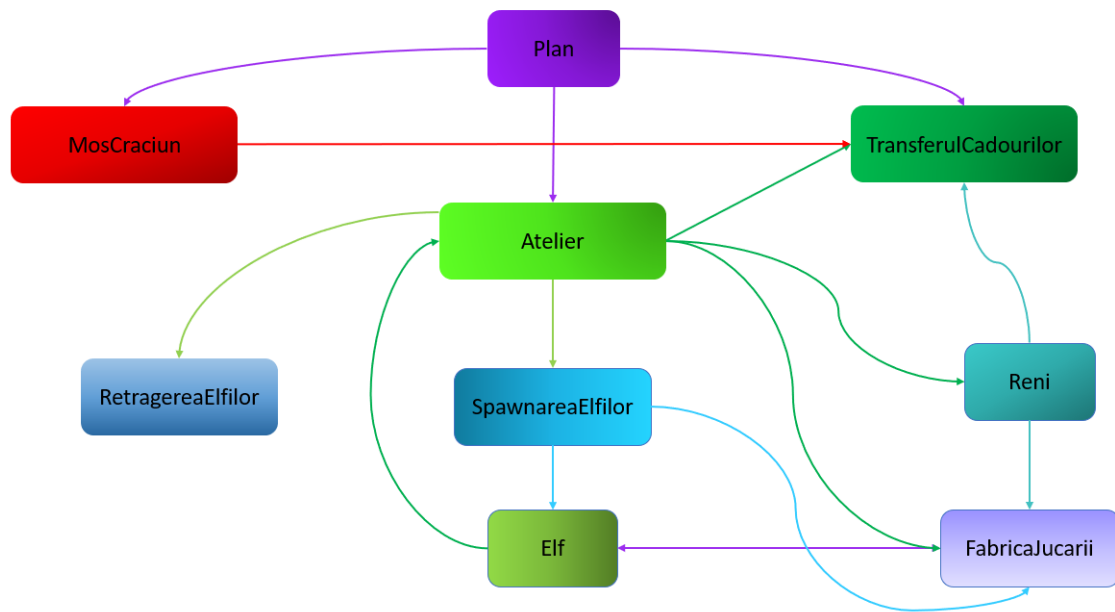 Plan
MosCraciun
TransferulCadourilor
Atelier
RetragereaElfilor
SpawnareaElfilor
Reni
Elf
FabricaJucarii